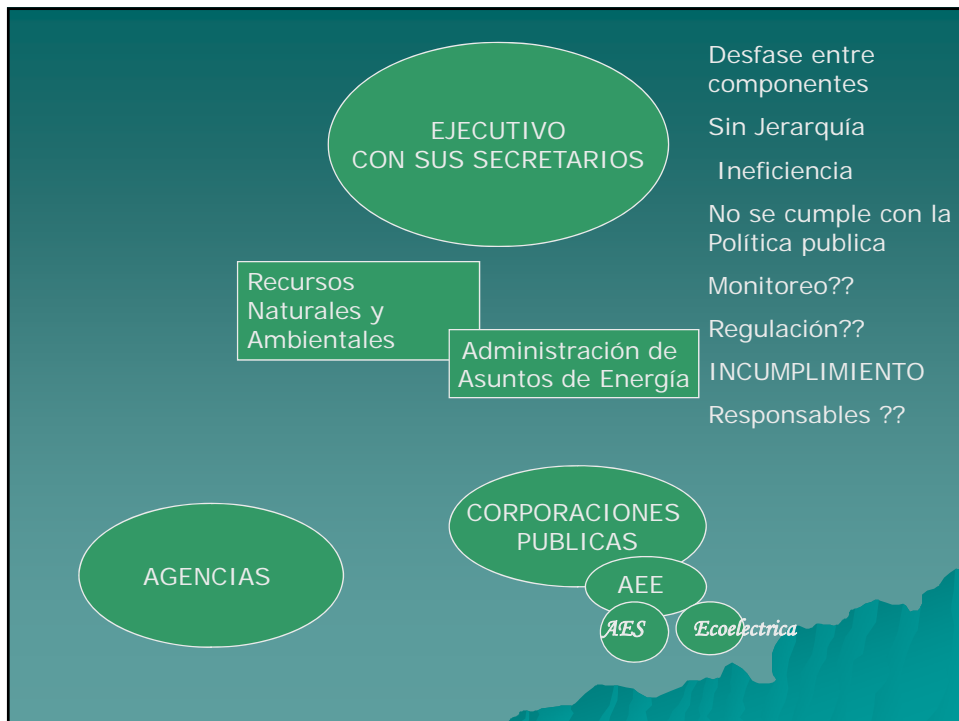 EJECUTIVO
CON SUS SECRETARIOS
Recursos
Naturales y
Ambientales
Administración de
Asuntos de Energía
Desfase entre
componentes
Sin Jerarquía
Ineficiencia
No se cumple con la
Política publica
Monitoreo??
Regulación??
INCUMPLIMIENTO
Responsables ??
AGENCIAS
CORPORACIONES
PUBLICAS
AEE
AES
Ecoelectrica